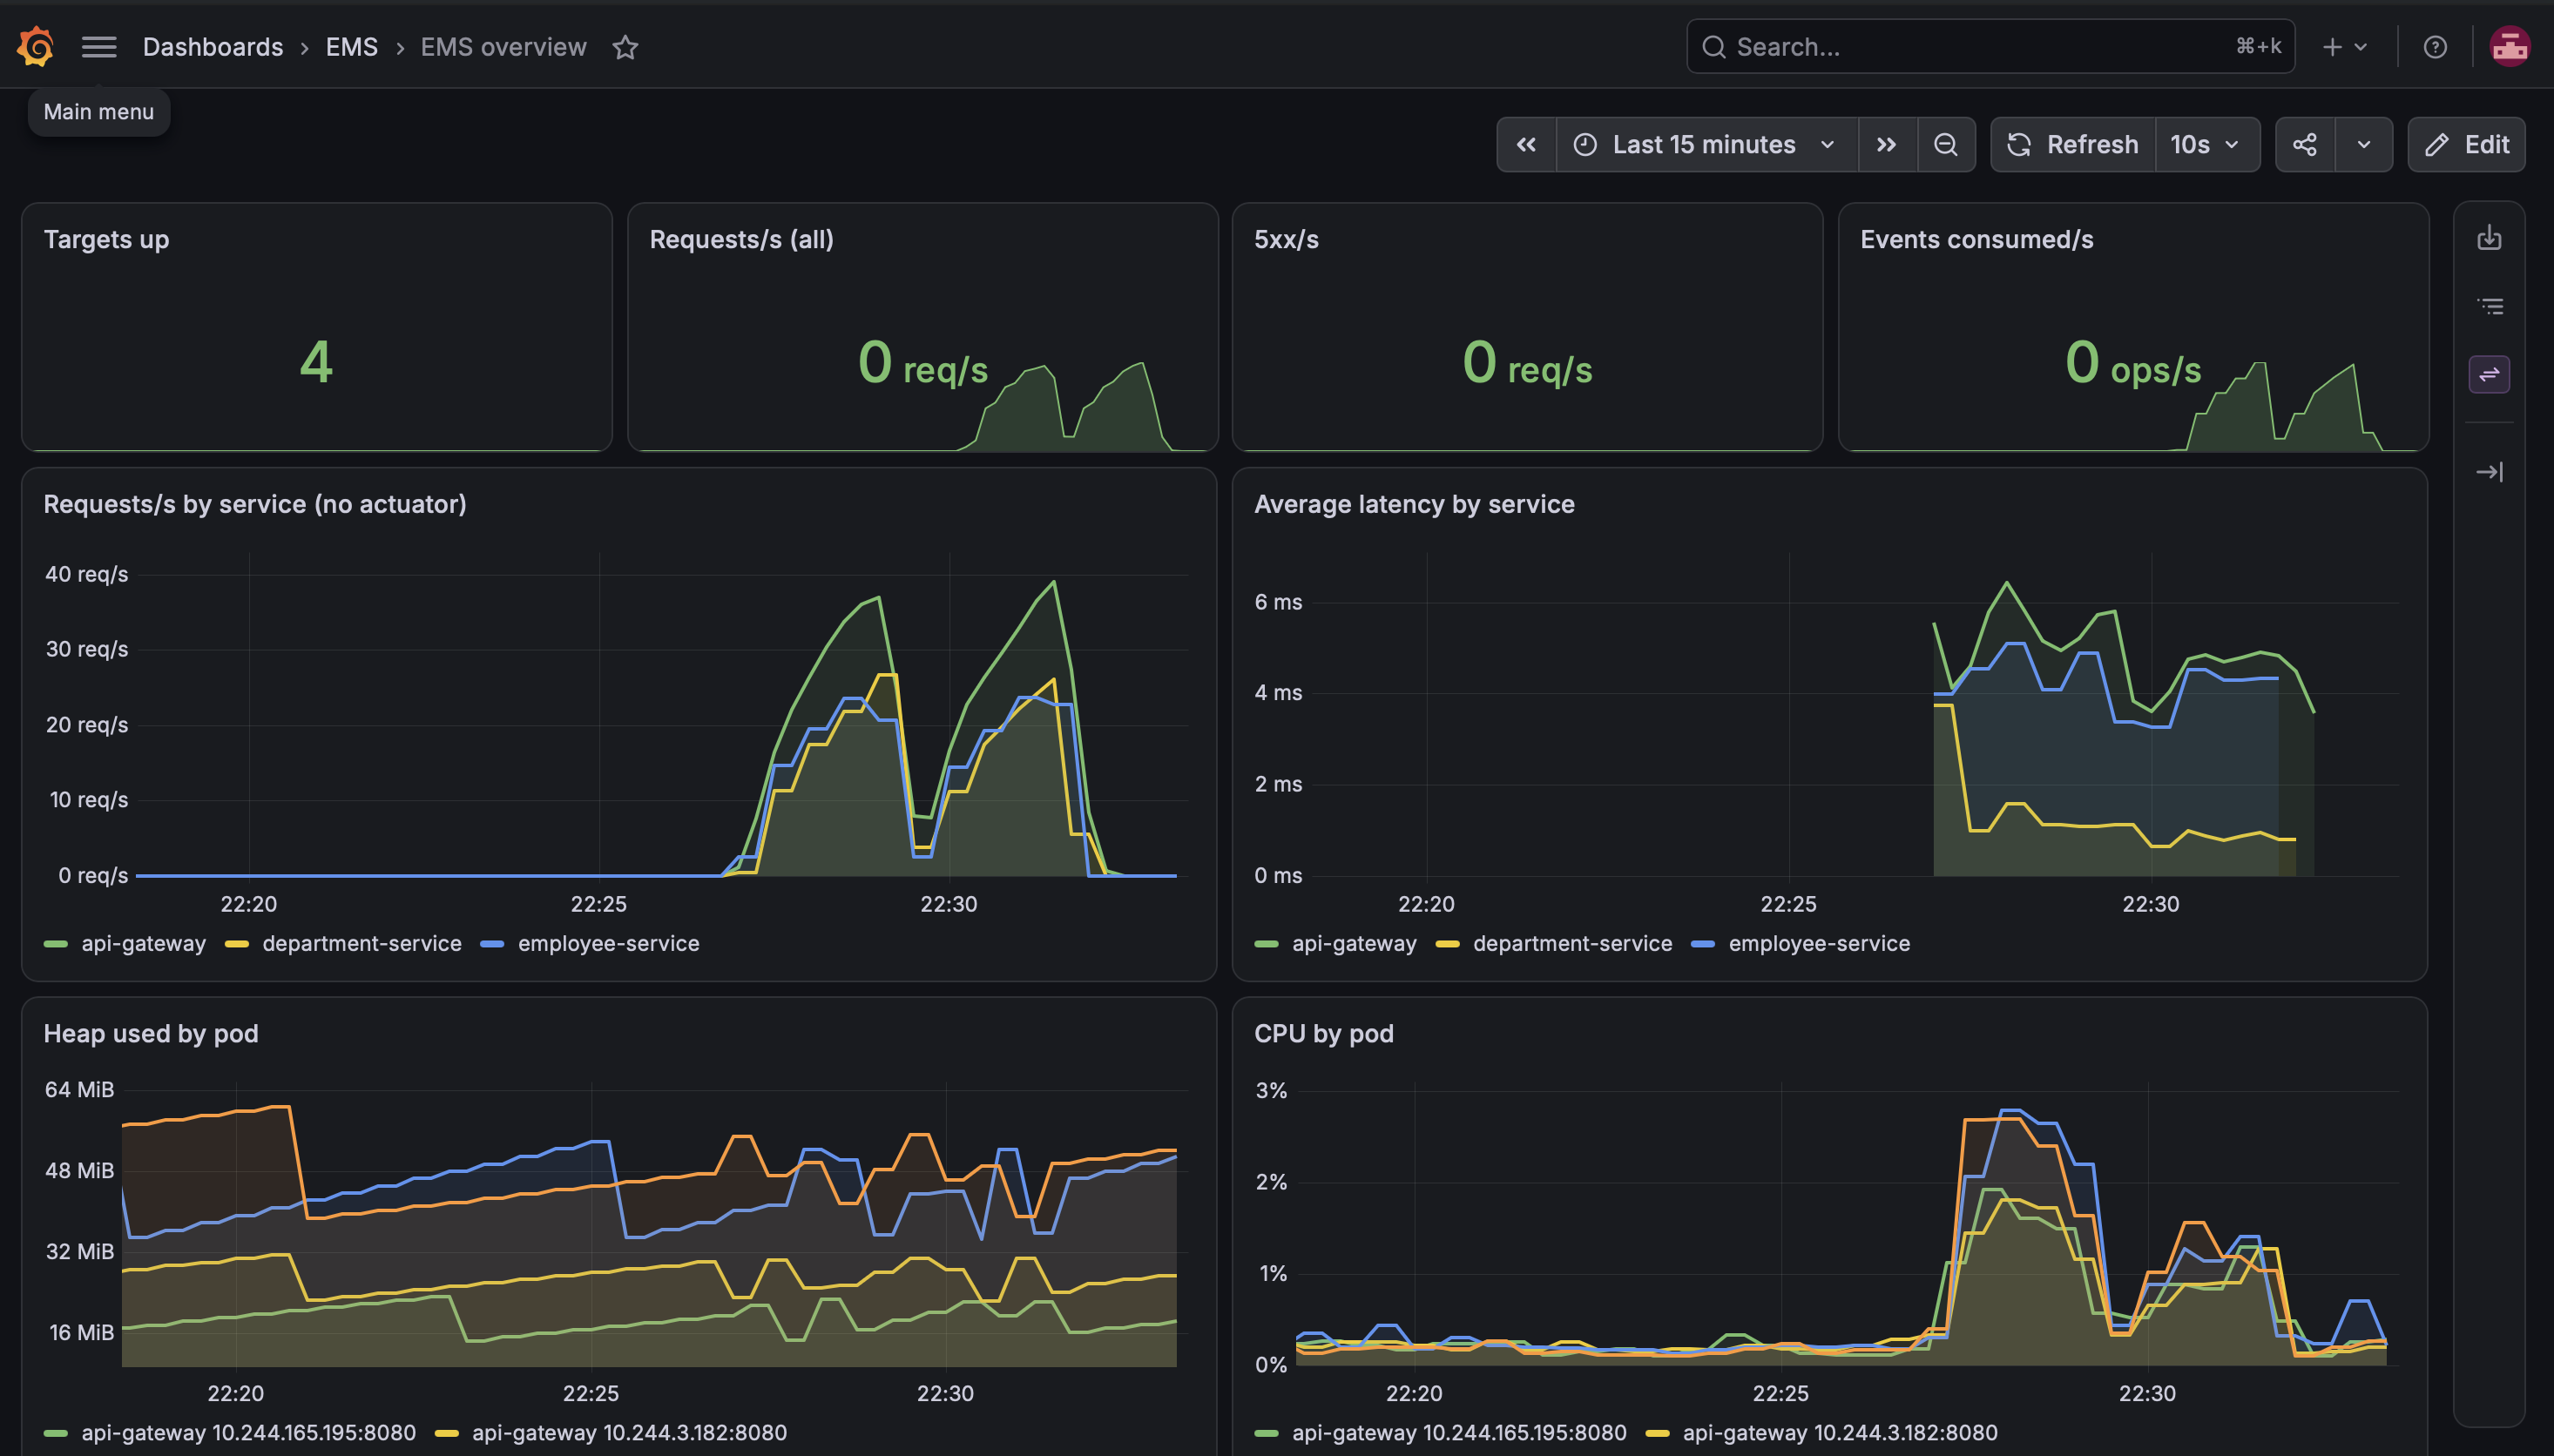 Dashboards › EMS › EMS overview
Search... ⌘+k
Main menu
Last 15 minutes
Refresh 10s
Edit
Targets up
4
Requests/s (all)
0 req/s
5xx/s
0 req/s
Events consumed/s
0 ops/s
Requests/s by service (no actuator)
40 req/s
30 req/s
20 req/s
10 req/s
0 req/s
22:20 22:25 22:30
api-gateway department-service employee-service
Average latency by service
6 ms
4 ms
2 ms
0 ms
22:20 22:25 22:30
api-gateway department-service employee-service
Heap used by pod
64 MiB
48 MiB
32 MiB
16 MiB
22:20 22:25 22:30
api-gateway 10.244.165.195:8080 api-gateway 10.244.3.182:8080
CPU by pod
3%
2%
1%
0%
22:20 22:25 22:30
api-gateway 10.244.165.195:8080 api-gateway 10.244.3.182:8080